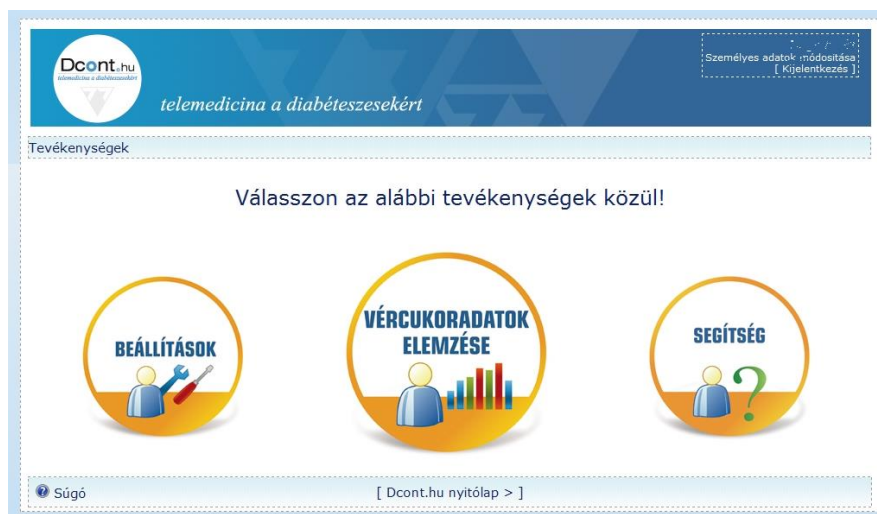 Dcont.hu
telemedicina a diabéteszesekért
telemedicina a diabéteszesekért
Személyes adatok módosítása
[ Kijelentkezés ]
Tevékenységek
Válasszon az alábbi tevékenységek közül!
BEÁLLÍTÁSOK
VÉRCUKORADATOK
ELEMZÉSE
SEGÍTSÉG
?
? Súgó
[ Dcont.hu nyitólap > ]